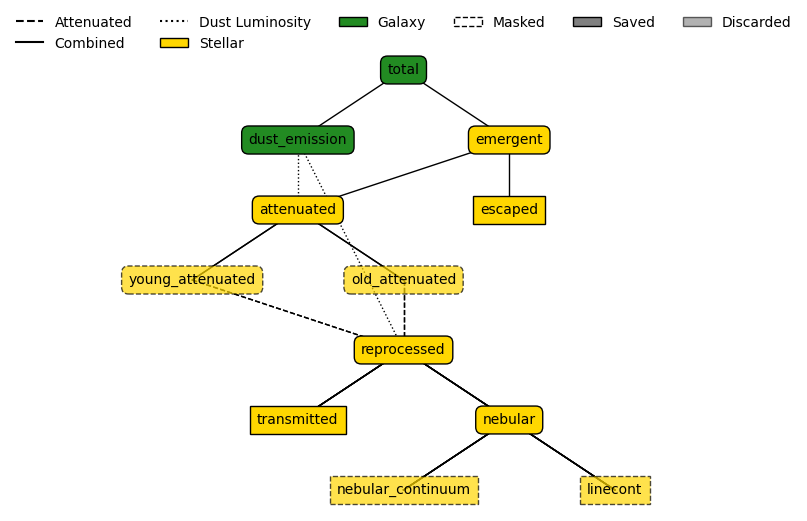 Attenuated
Dust Luminosity
Galaxy
Masked
Saved
Discarded
Combined
Stellar
total
dust_emission
emergent
attenuated
escaped
young_attenuated
old_attenuated
reprocessed
transmitted
nebular
nebular_continuum
linecont